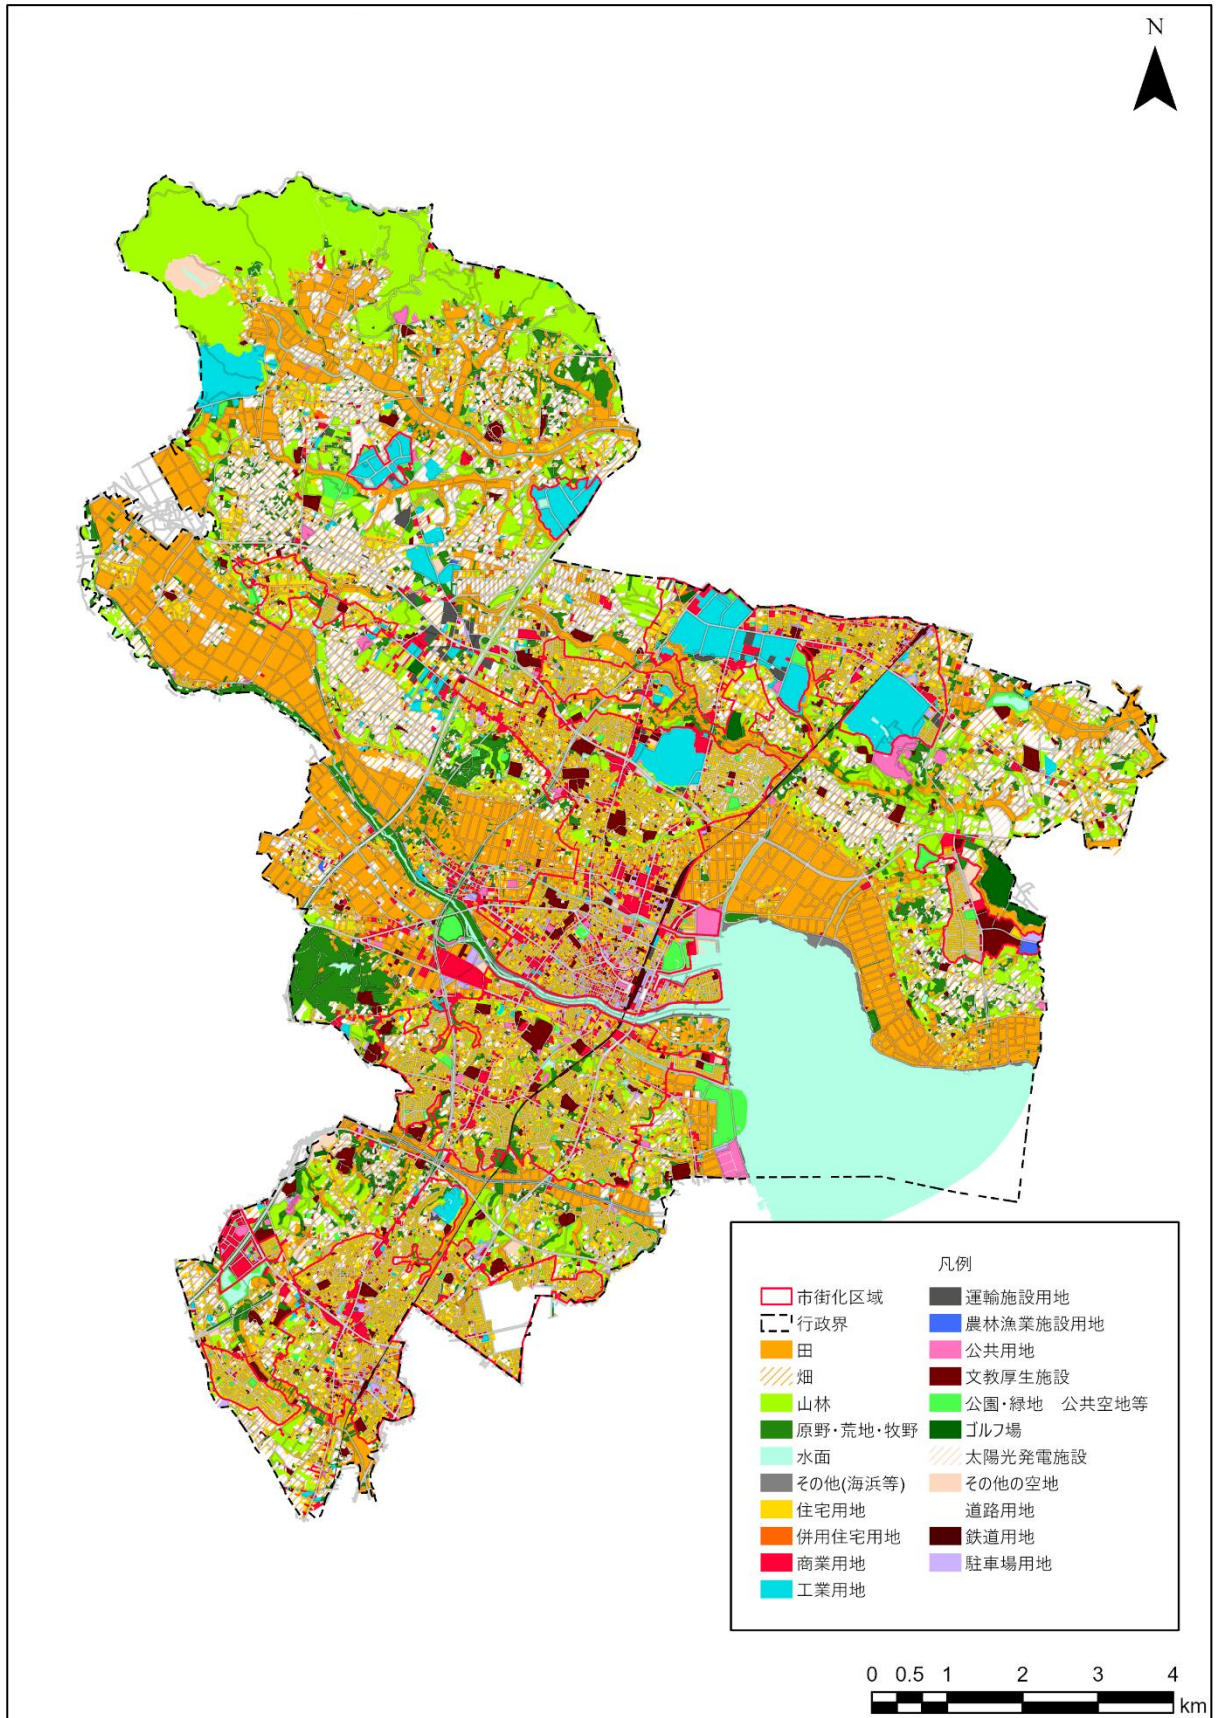 N
凡例
市街化区域
行政界
田
畑
山林
原野・荒地・牧野
水面
その他(海浜等)
住宅用地
併用住宅用地
商業用地
工業用地
運輸施設用地
農林漁業施設用地
公共用地
文教厚生施設
公園・緑地　公共空地等
ゴルフ場
太陽光発電施設
その他の空地
道路用地
鉄道用地
駐車場用地
0 0.5 1 2 3 4
km